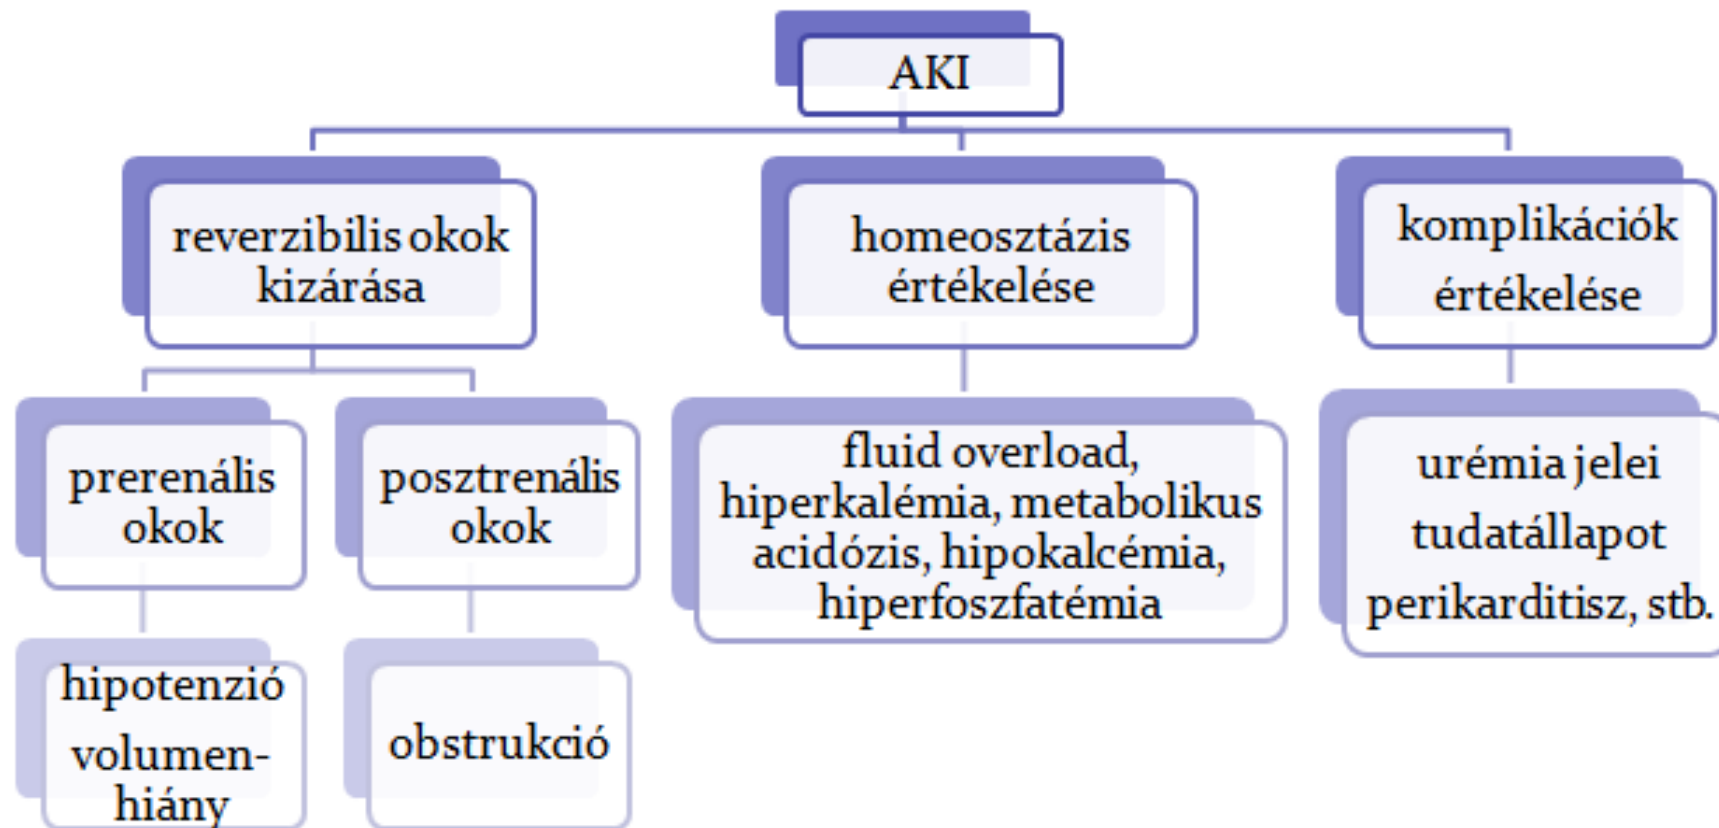 AKI
reverzibilis okok
kizárása
homeosztázis
értékelése
komplikációk
értékelése
prerenális
okok
posztrenális
okok
fluid overload,
hiperkalémia, metabolikus
acidózis, hipokalcémia,
hiperfoszfatémia
urémia jelei
tudatállapot
perikarditisz, stb.
hipotenzió
volumen-
hiány
obstrukció